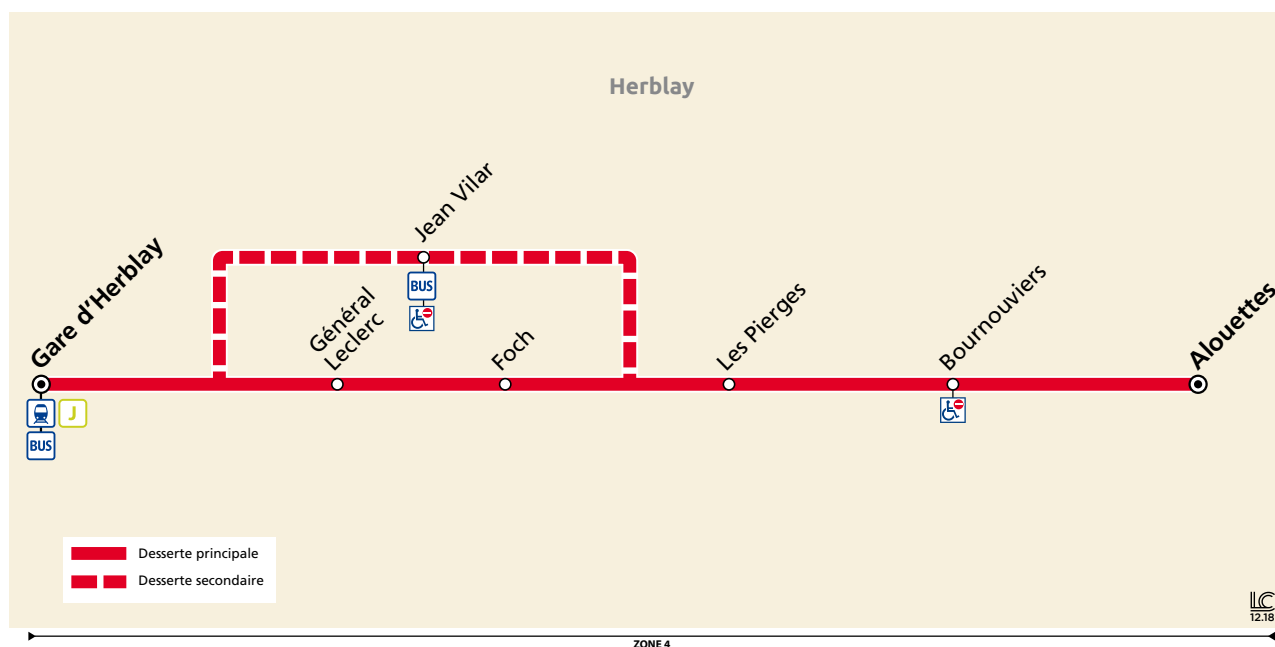 Herblay
Gare d'Herblay
Jean Vilar
Général
Leclerc
Foch
Les Pierges
Bournouviers
Alouettes
BUS
J
BUS
Desserte principale
Desserte secondaire
LC
12.18
ZONE 4